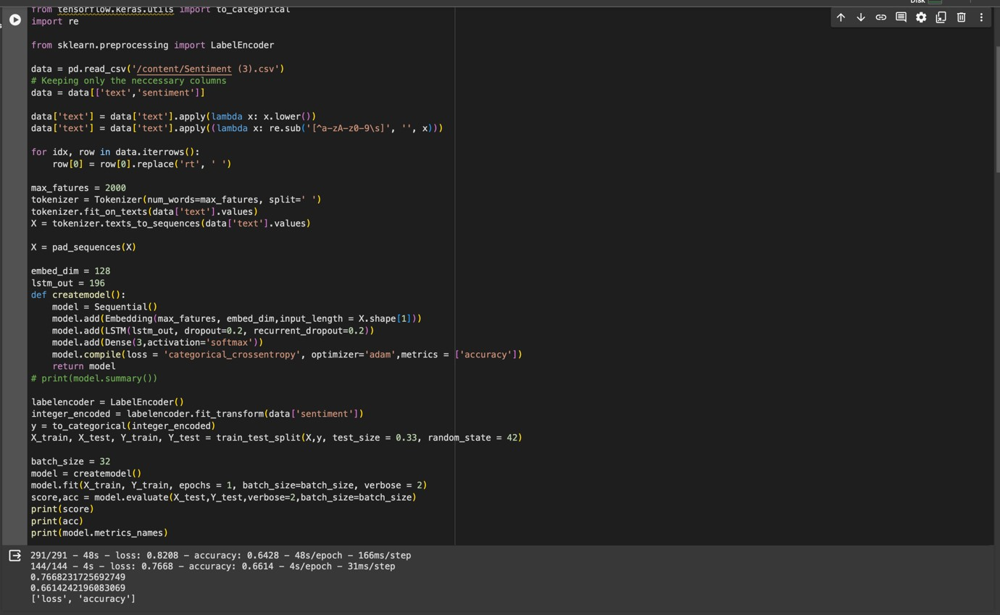 Disk
from tensorflow.keras.utils import to_categorical
import re

from sklearn.preprocessing import LabelEncoder

data = pd.read_csv('/content/Sentiment (3).csv')
# Keeping only the neccessary columns
data = data[['text','sentiment']]

data['text'] = data['text'].apply(lambda x: x.lower())
data['text'] = data['text'].apply((lambda x: re.sub('[^a-zA-z0-9\s]', '', x)))

for idx, row in data.iterrows():
    row[0] = row[0].replace('rt', ' ')

max_fatures = 2000
tokenizer = Tokenizer(num_words=max_fatures, split=' ')
tokenizer.fit_on_texts(data['text'].values)
X = tokenizer.texts_to_sequences(data['text'].values)

X = pad_sequences(X)

embed_dim = 128
lstm_out = 196
def createmodel():
    model = Sequential()
    model.add(Embedding(max_fatures, embed_dim,input_length = X.shape[1]))
    model.add(LSTM(lstm_out, dropout=0.2, recurrent_dropout=0.2))
    model.add(Dense(3,activation='softmax'))
    model.compile(loss = 'categorical_crossentropy', optimizer='adam',metrics = ['accuracy'])
    return model
# print(model.summary())

labelencoder = LabelEncoder()
integer_encoded = labelencoder.fit_transform(data['sentiment'])
y = to_categorical(integer_encoded)
X_train, X_test, Y_train, Y_test = train_test_split(X,y, test_size = 0.33, random_state = 42)

batch_size = 32
model = createmodel()
model.fit(X_train, Y_train, epochs = 1, batch_size=batch_size, verbose = 2)
score,acc = model.evaluate(X_test,Y_test,verbose=2,batch_size=batch_size)
print(score)
print(acc)
print(model.metrics_names)
291/291 - 48s - loss: 0.8208 - accuracy: 0.6428 - 48s/epoch - 166ms/step
144/144 - 4s - loss: 0.7668 - accuracy: 0.6614 - 4s/epoch - 31ms/step
0.7668231725692749
0.6614242196083069
['loss', 'accuracy']